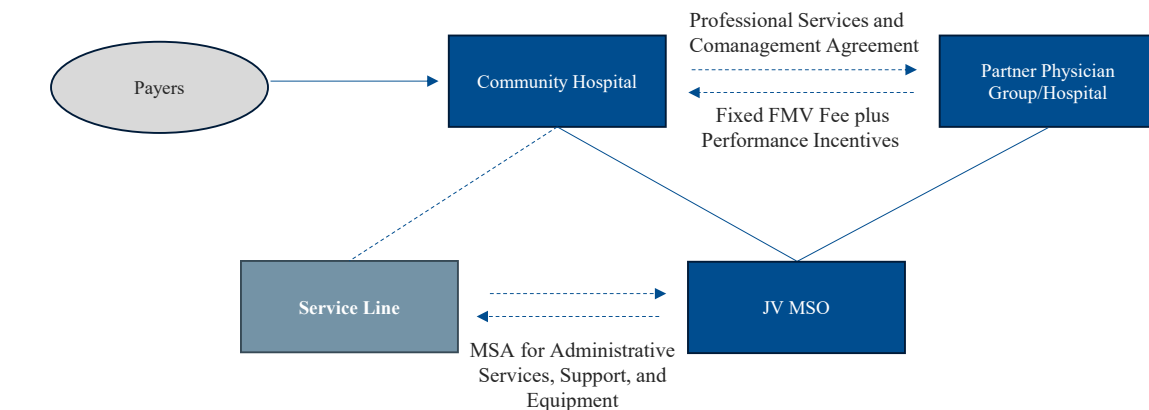 Professional Services and
Comanagement Agreement
Payers
Community Hospital
Partner Physician
Group/Hospital
Fixed FMV Fee plus
Performance Incentives
Service Line
JV MSO
MSA for Administrative
Services, Support, and
Equipment